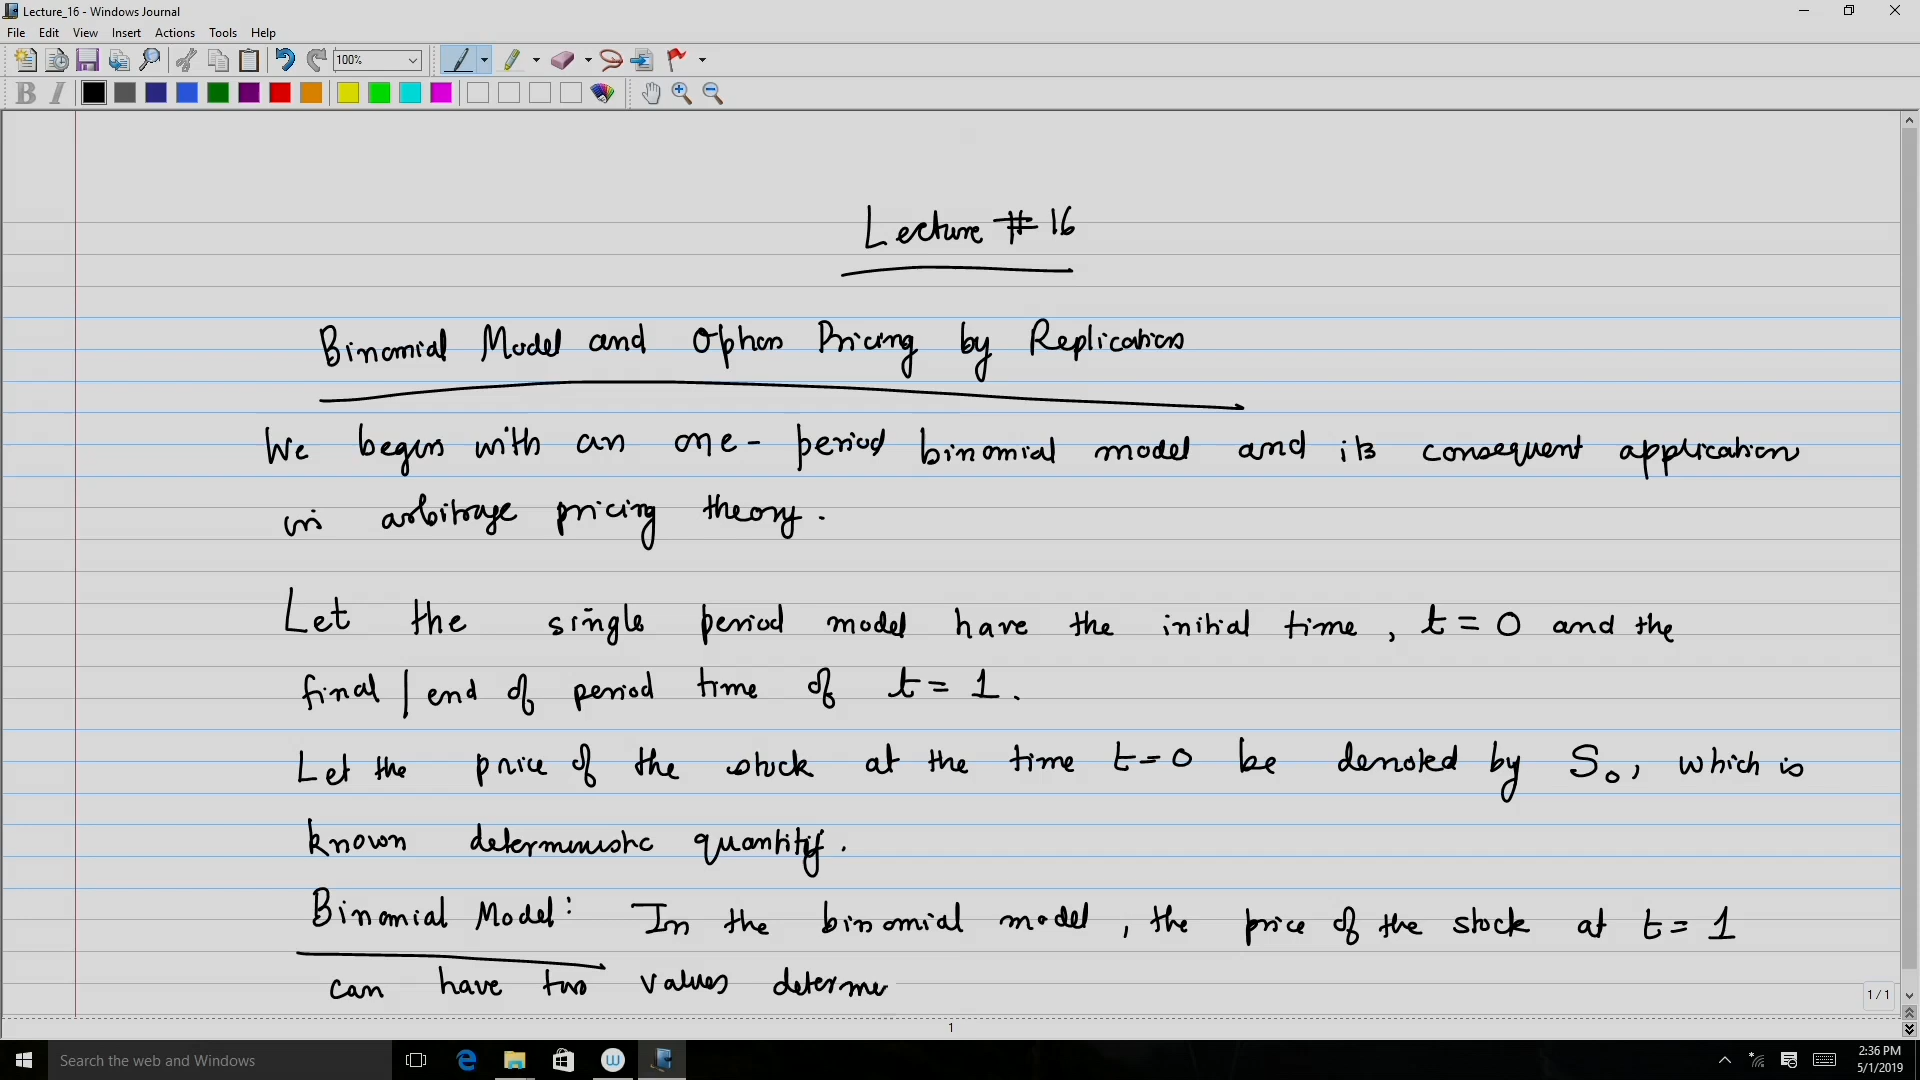 Lecture_16 - Windows Journal
File Edit View Insert Actions Tools Help
100%
B I
Lecture # 16
Binomial Model and Option Pricing by Replication
We begin with an one-period binomial model and its consequent application
in arbitrage pricing theory.
Let the single period model have the initial time, t = 0 and the
final / end of period time of t = 1.
Let the price of the stock at the time t = 0 be denoted by S₀, which is
known deterministic quantity.
Binomial Model: In the binomial model, the price of the stock at t = 1
can have two values determe
1 / 1
1
Search the web and Windows
2:36 PM
5/1/2019